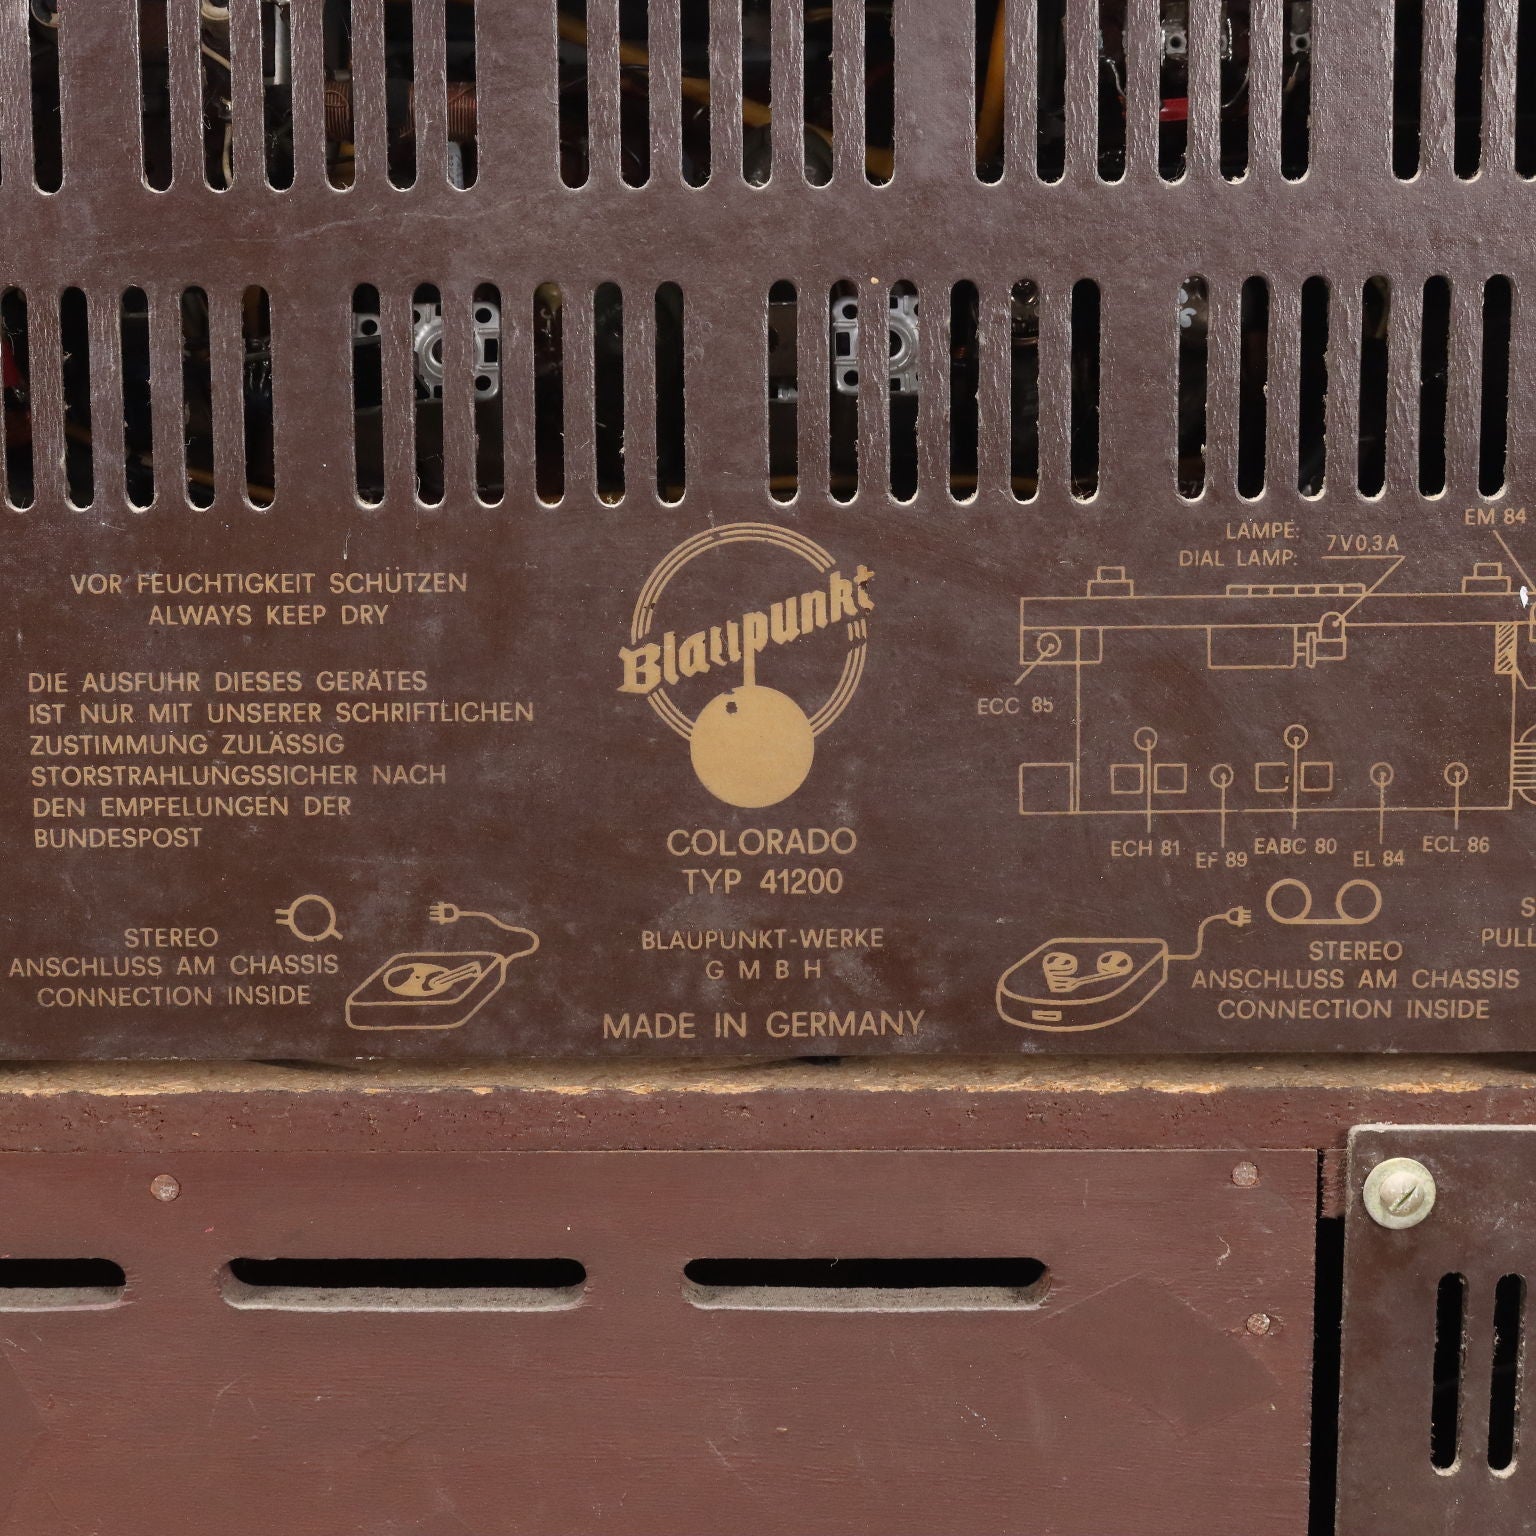 VOR FEUCHTIGKEIT SCHÜTZEN
ALWAYS KEEP DRY
DIE AUSFUHR DIESES GERÄTES
IST NUR MIT UNSERER SCHRIFTLICHEN
ZUSTIMMUNG ZULÄSSIG
STORSTRAHLUNGSSICHER NACH
DEN EMPFELUNGEN DER
BUNDESPOST
STEREO
ANSCHLUSS AM CHASSIS
CONNECTION INSIDE
Blaupunkt
COLORADO
TYP 41200
BLAUPUNKT-WERKE
G M B H
MADE IN GERMANY
LAMPE:
DIAL LAMP: 7V0,3A
EM 84
ECC 85
ECH 81 EF 89 EABC 80 EL 84 ECL 86
STEREO
ANSCHLUSS AM CHASSIS
CONNECTION INSIDE
PULL